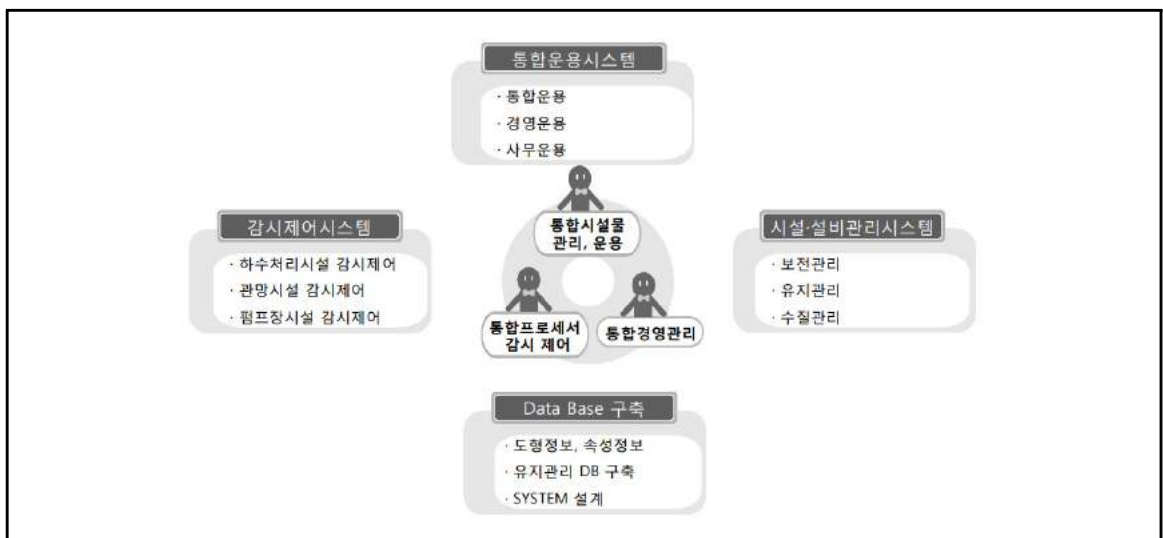 통합운용시스템
· 통합운용
· 경영운용
· 사무운용
감시제어시스템
· 하수처리시설 감시제어
· 관망시설 감시제어
· 펌프장시설 감시제어
통합시설물
관리, 운용
통합프로세서
감시 제어
통합경영관리
시설·설비관리시스템
· 보전관리
· 유지관리
· 수질관리
Data Base 구축
· 도형정보, 속성정보
· 유지관리 DB 구축
· SYSTEM 설계